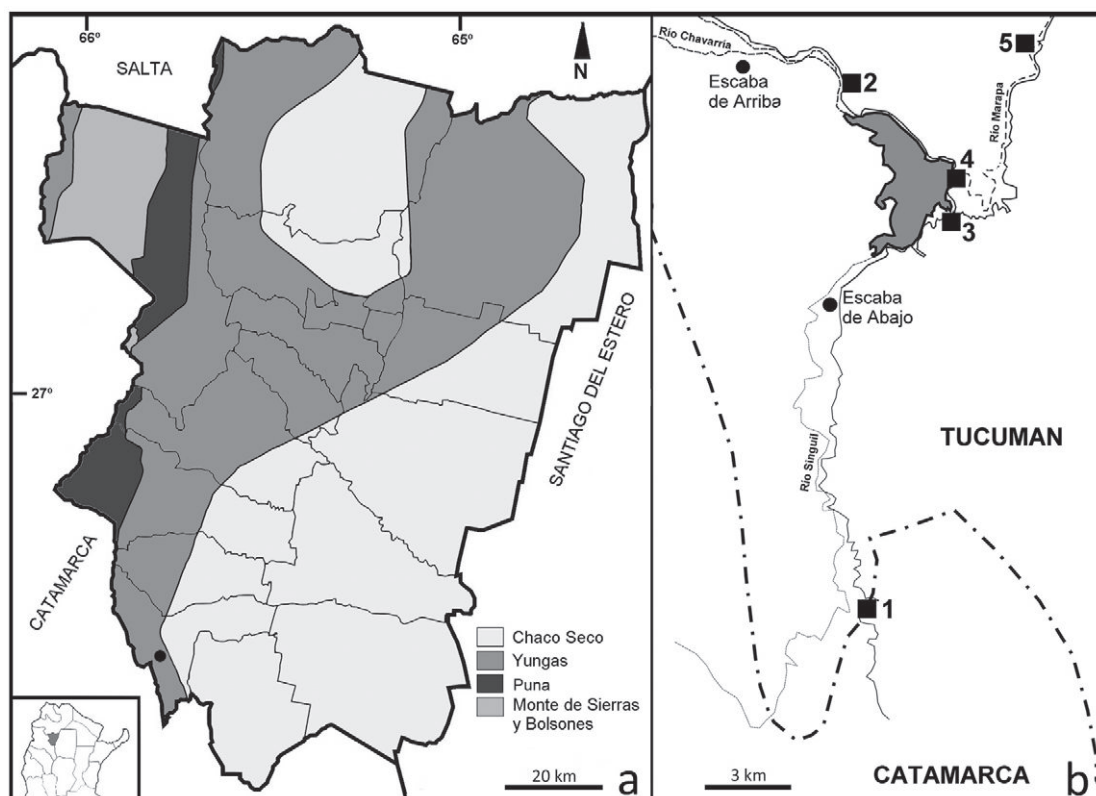 66º
65º
SALTA
N
27º
SANTIAGO DEL ESTERO
CATAMARCA
Chaco Seco
Yungas
Puna
Monte de Sierras
y Bolsones
20 km
a
Río Chavarría
Escaba
de Arriba
2
5
Río Marapa
4
3
Escaba
de Abajo
Río Singuil
TUCUMAN
1
3 km
CATAMARCA
b